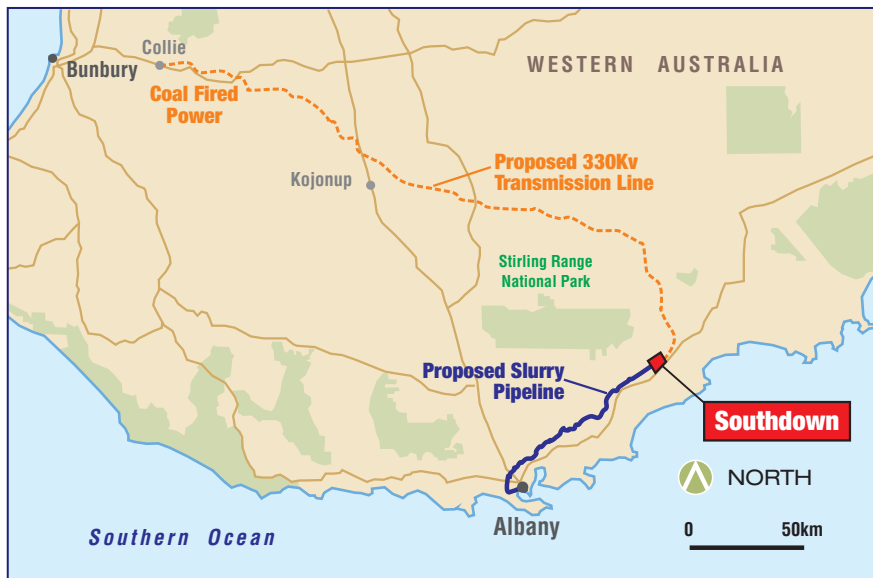 Collie
Bunbury
WESTERN AUSTRALIA
Coal Fired
Power
Proposed 330Kv
Transmission Line
Kojonup
Stirling Range
National Park
Proposed Slurry
Pipeline
Southdown
NORTH
Albany
0 50km
Southern Ocean